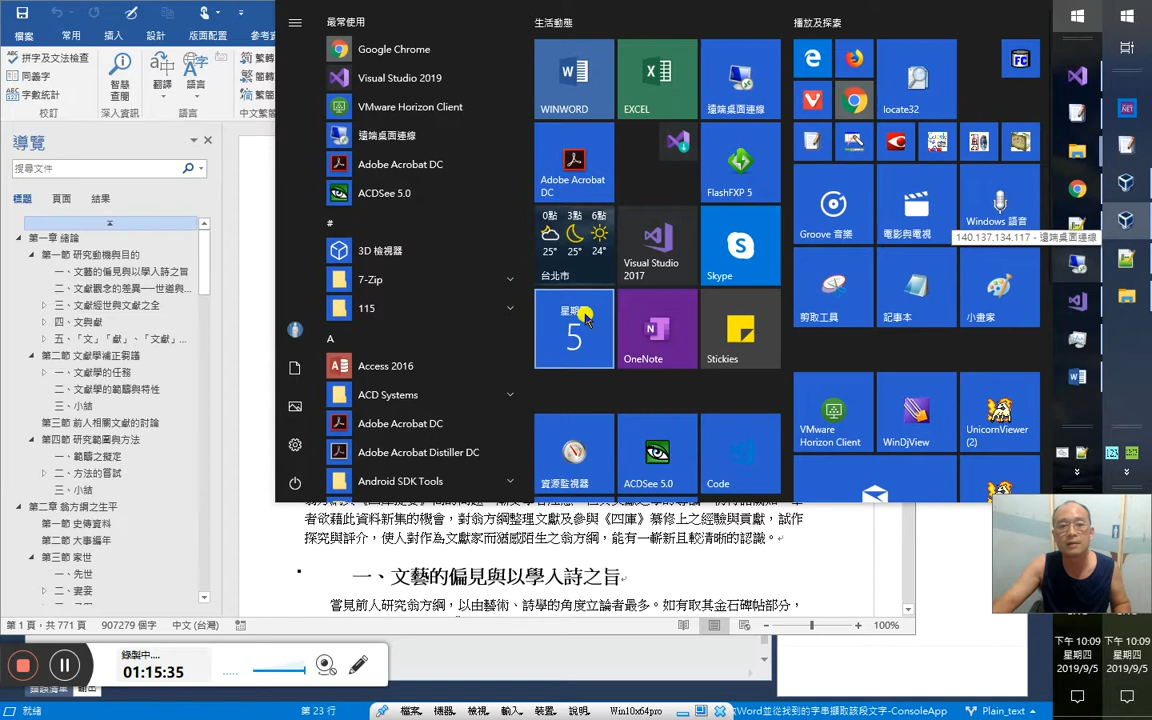 檔案
常用
插入
設計
版面配置
拼字及文法檢查
同義字
字數統計
校訂
智慧
查閱
深入資訊
翻譯
語言
語言
繁轉
簡轉
繁簡
中文繁簡
導覽
搜尋文件
標題
頁面
結果
第一章 緒論
第一節 研究動機與目的
一、文藝的偏見與以學入詩之旨
二、文獻觀念的差異──世道與...
三、文獻經世與文獻之全
四、文與獻
五、「文」「獻」、「文獻」...
第二節 文獻學補正芻議
一、文獻學的任務
二、文獻學的範疇與特性
三、小結
第三節 前人相關文獻的討論
第四節 研究範圍與方法
一、範疇之擬定
二、方法的嘗試
三、小結
第二章 翁方綱之生平
第一節 史傳資料
第二節 大事編年
第三節 家世
一、先世
二、妻妾
最常使用
Google Chrome
Visual Studio 2019
VMware Horizon Client
遠端桌面連線
Adobe Acrobat DC
ACDSee 5.0
#
3D 檢視器
7-Zip
115
A
Access 2016
ACD Systems
Adobe Acrobat DC
Adobe Acrobat Distiller DC
Android SDK Tools
生活動態
WINWORD
EXCEL
遠端桌面連線
Adobe Acrobat
DC
FlashFXP 5
0點 3點 6點
25° 25° 24°
台北市
Visual Studio
2017
Skype
星期
5
OneNote
Stickies
資源監視器
ACDSee 5.0
Code
播放及探索
locate32
FC
Groove 音樂
電影與電視
Windows 語音
140.137.134.117 - 遠端桌面連線
剪取工具
記事本
小畫家
VMware
Horizon Client
WinDjView
UnicornViewer
(2)
者欲藉此資料新集的機會，對翁方綱整理文獻及參與《四庫》纂修上之經驗與貢獻，試作
探究與評介，使人對作為文獻家而猶感陌生之翁方綱，能有一嶄新且較清晰的認識。
一、文藝的偏見與以學入詩之旨
嘗見前人研究翁方綱，以由藝術、詩學的角度立論者最多。如有取其金石碑帖部分，
第 1 頁，共 771 頁
907279 個字
中文 (台灣)
100%
錄製中...
01:15:35
錯誤清單
輸出
就緒
第 23 行
檔案
機器
檢視
輸入
裝置
說明
Win10x64pro
Word並從找到的字串擷取該段文字-ConsoleApp
Plain_text
下午 10:09
星期四
2019/9/5
下午 10:09
星期四
2019/9/5